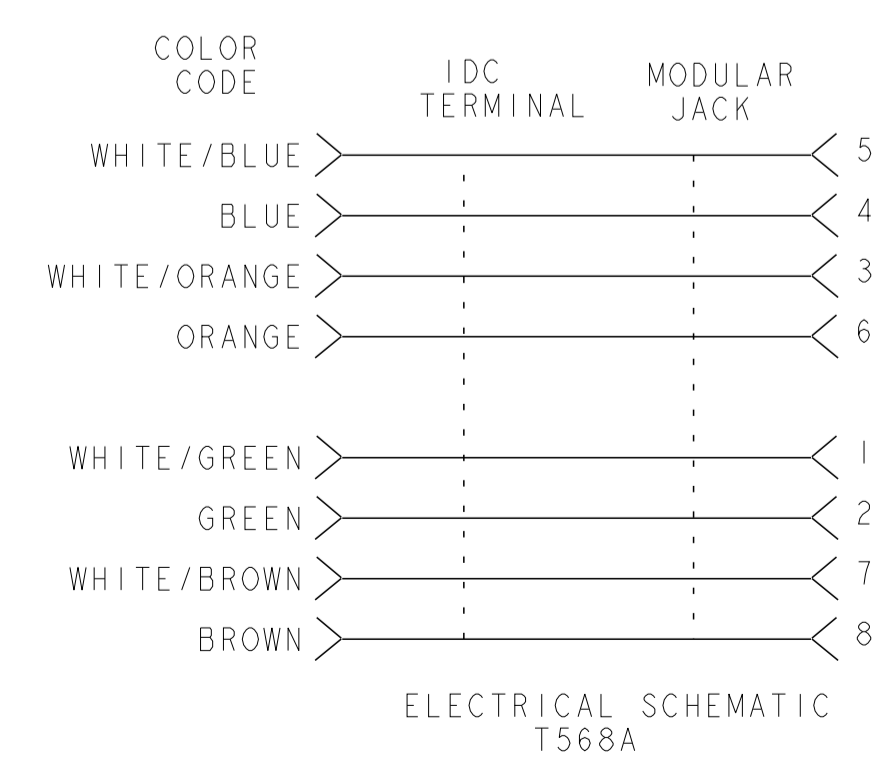 COLOR
CODE
IDC
TERMINAL
MODULAR
JACK
WHITE/BLUE 5
BLUE 4
WHITE/ORANGE 3
ORANGE 6
WHITE/GREEN 1
GREEN 2
WHITE/BROWN 7
BROWN 8
ELECTRICAL SCHEMATIC
T568A